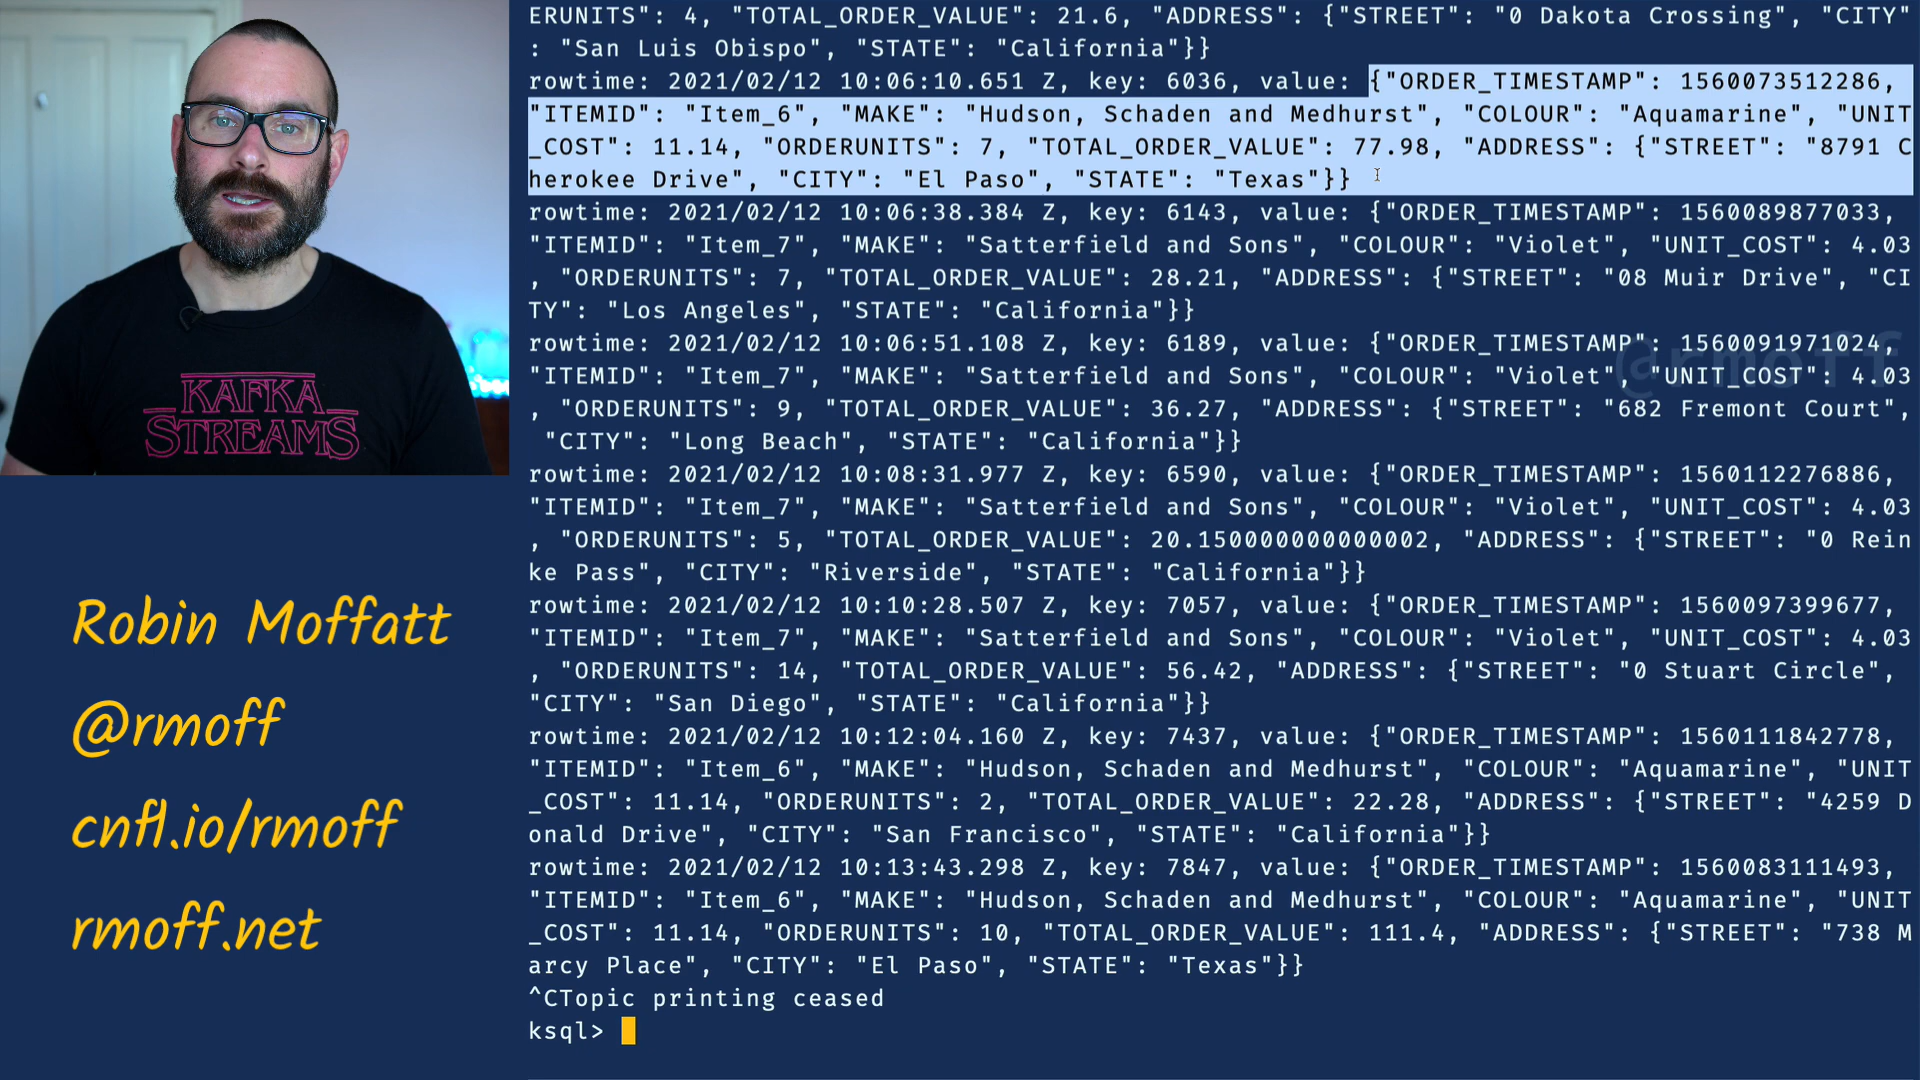 KAFKA
STREAMS
Robin Moffatt
@rmoff
cnfl.io/rmoff
rmoff.net
ERUNITS": 4, "TOTAL_ORDER_VALUE": 21.6, "ADDRESS": {"STREET": "0 Dakota Crossing", "CITY"
: "San Luis Obispo", "STATE": "California"}}
rowtime: 2021/02/12 10:06:10.651 Z, key: 6036, value: {"ORDER_TIMESTAMP": 1560073512286,
"ITEMID": "Item_6", "MAKE": "Hudson, Schaden and Medhurst", "COLOUR": "Aquamarine", "UNIT
_COST": 11.14, "ORDERUNITS": 7, "TOTAL_ORDER_VALUE": 77.98, "ADDRESS": {"STREET": "8791 C
herokee Drive", "CITY": "El Paso", "STATE": "Texas"}}
rowtime: 2021/02/12 10:06:38.384 Z, key: 6143, value: {"ORDER_TIMESTAMP": 1560089877033,
"ITEMID": "Item_7", "MAKE": "Satterfield and Sons", "COLOUR": "Violet", "UNIT_COST": 4.03
, "ORDERUNITS": 7, "TOTAL_ORDER_VALUE": 28.21, "ADDRESS": {"STREET": "08 Muir Drive", "CI
TY": "Los Angeles", "STATE": "California"}}
rowtime: 2021/02/12 10:06:51.108 Z, key: 6189, value: {"ORDER_TIMESTAMP": 1560091971024,
@rmoff
"ITEMID": "Item_7", "MAKE": "Satterfield and Sons", "COLOUR": "Violet", "UNIT_COST": 4.03
, "ORDERUNITS": 9, "TOTAL_ORDER_VALUE": 36.27, "ADDRESS": {"STREET": "682 Fremont Court",
"CITY": "Long Beach", "STATE": "California"}}
rowtime: 2021/02/12 10:08:31.977 Z, key: 6590, value: {"ORDER_TIMESTAMP": 1560112276886,
"ITEMID": "Item_7", "MAKE": "Satterfield and Sons", "COLOUR": "Violet", "UNIT_COST": 4.03
, "ORDERUNITS": 5, "TOTAL_ORDER_VALUE": 20.150000000000002, "ADDRESS": {"STREET": "0 Rein
ke Pass", "CITY": "Riverside", "STATE": "California"}}
rowtime: 2021/02/12 10:10:28.507 Z, key: 7057, value: {"ORDER_TIMESTAMP": 1560097399677,
"ITEMID": "Item_7", "MAKE": "Satterfield and Sons", "COLOUR": "Violet", "UNIT_COST": 4.03
, "ORDERUNITS": 14, "TOTAL_ORDER_VALUE": 56.42, "ADDRESS": {"STREET": "0 Stuart Circle",
"CITY": "San Diego", "STATE": "California"}}
rowtime: 2021/02/12 10:12:04.160 Z, key: 7437, value: {"ORDER_TIMESTAMP": 1560111842778,
"ITEMID": "Item_6", "MAKE": "Hudson, Schaden and Medhurst", "COLOUR": "Aquamarine", "UNIT
_COST": 11.14, "ORDERUNITS": 2, "TOTAL_ORDER_VALUE": 22.28, "ADDRESS": {"STREET": "4259 D
onald Drive", "CITY": "San Francisco", "STATE": "California"}}
rowtime: 2021/02/12 10:13:43.298 Z, key: 7847, value: {"ORDER_TIMESTAMP": 1560083111493,
"ITEMID": "Item_6", "MAKE": "Hudson, Schaden and Medhurst", "COLOUR": "Aquamarine", "UNIT
_COST": 11.14, "ORDERUNITS": 10, "TOTAL_ORDER_VALUE": 111.4, "ADDRESS": {"STREET": "738 M
arcy Place", "CITY": "El Paso", "STATE": "Texas"}}
^CTopic printing ceased
ksql>